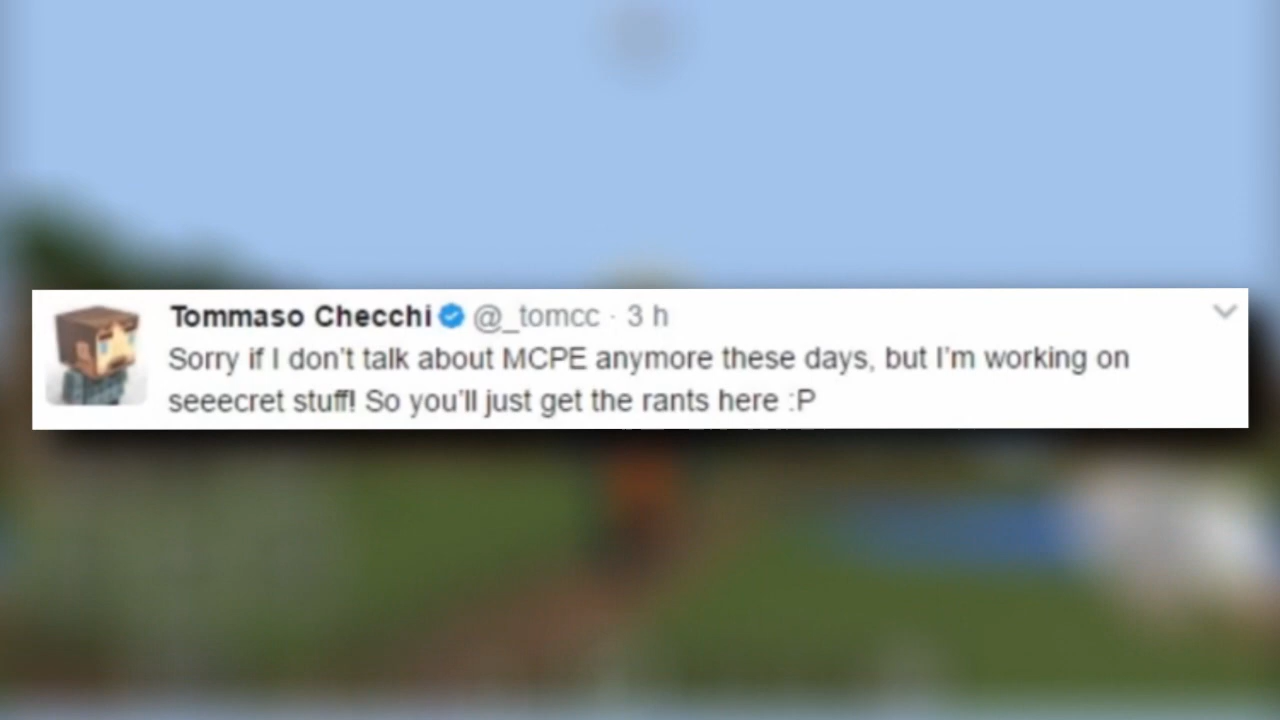 Tommaso Checchi @_tomcc · 3 h
Sorry if I don't talk about MCPE anymore these days, but I'm working on
seeecret stuff! So you'll just get the rants here :P